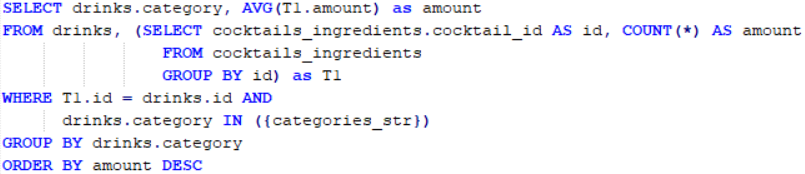 SELECT drinks.category, AVG(T1.amount) as amount
FROM drinks, (SELECT cocktails_ingredients.cocktail_id AS id, COUNT(*) AS amount
FROM cocktails_ingredients
GROUP BY id) as T1
WHERE T1.id = drinks.id AND
drinks.category IN ({categories_str})
GROUP BY drinks.category
ORDER BY amount DESC